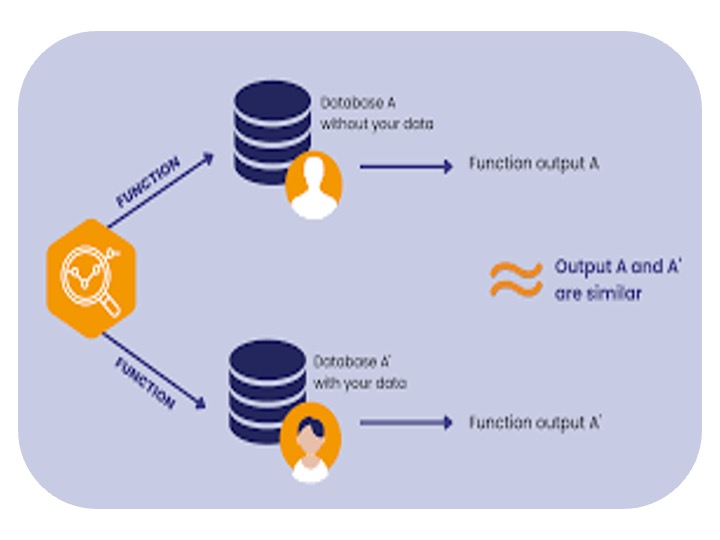 Database A
without your data
FUNCTION
Function output A
Output A and A'
are similar
FUNCTION
Database A'
with your data
Function output A'